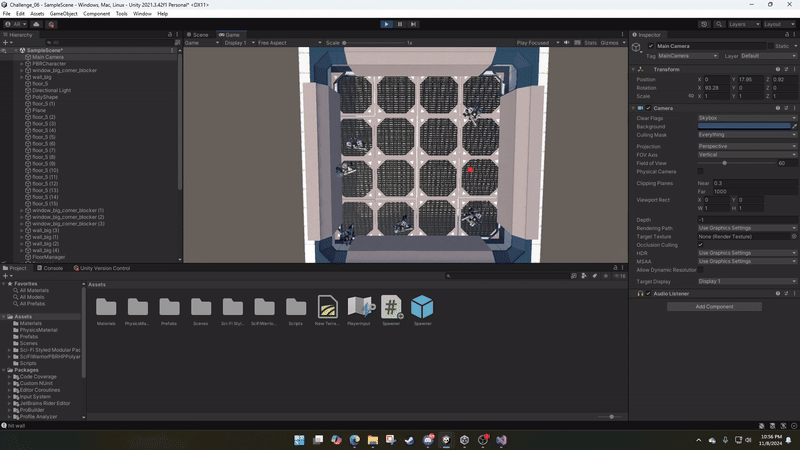 Challenge_06 - SampleScene - Windows, Mac, Linux - Unity 2021.3.42f1 Personal* <DX11>
File Edit Assets GameObject Component Tools Window Help
AR
Layers Layout
Hierarchy
All
SampleScene*
Main Camera
PBRCharacter
window_big_corner_blocker
wall_big
floor_5
Directional Light
PolyShape
floor_5 (1)
Plane
floor_5 (2)
floor_5 (3)
floor_5 (4)
floor_5 (5)
floor_5 (6)
floor_5 (7)
floor_5 (8)
floor_5 (9)
floor_5 (10)
floor_5 (11)
floor_5 (12)
floor_5 (13)
floor_5 (14)
floor_5 (15)
window_big_corner_blocker (1)
window_big_corner_blocker (2)
window_big_corner_blocker (3)
wall_big (3)
wall_big (1)
wall_big (2)
wall_big (4)
FloorManager
Scene Game
Game Display 1 Free Aspect Scale 1x Play Focused Stats Gizmos
Inspector
Main Camera Static
Tag MainCamera Layer Default
Transform
Position X 0 Y 17.95 Z 0.92
Rotation X 93.28 Y 0 Z 0
Scale X 1 Y 1 Z 1
Camera
Clear Flags Skybox
Background
Culling Mask Everything
Projection Perspective
FOV Axis Vertical
Field of View 60
Physical Camera
Clipping Planes Near 0.3
Far 1000
Viewport Rect X 0 Y 0
W 1 H 1
Depth -1
Rendering Path Use Graphics Settings
Target Texture None (Render Texture)
Occlusion Culling
HDR Use Graphics Settings
MSAA Use Graphics Settings
Allow Dynamic Resolution
Target Display Display 1
Audio Listener
Add Component
Project Console Unity Version Control
Favorites
All Materials
All Models
All Prefabs
Assets
Materials
PhysicsMaterial
Prefabs
Scenes
Sci-Fi Styled Modular Pac
SciFiWarriorPBRHPPolyar
Scripts
Packages
Code Coverage
Custom NUnit
Editor Coroutines
Input System
JetBrains Rider Editor
ProBuilder
Profile Analyzer
Assets
Materials PhysicsMa... Prefabs Scenes Sci-Fi Styl... SciFiWarrio... Scripts New Terra... PlayerInput Spawner Spawner
hit wall
10:56 PM
11/8/2024